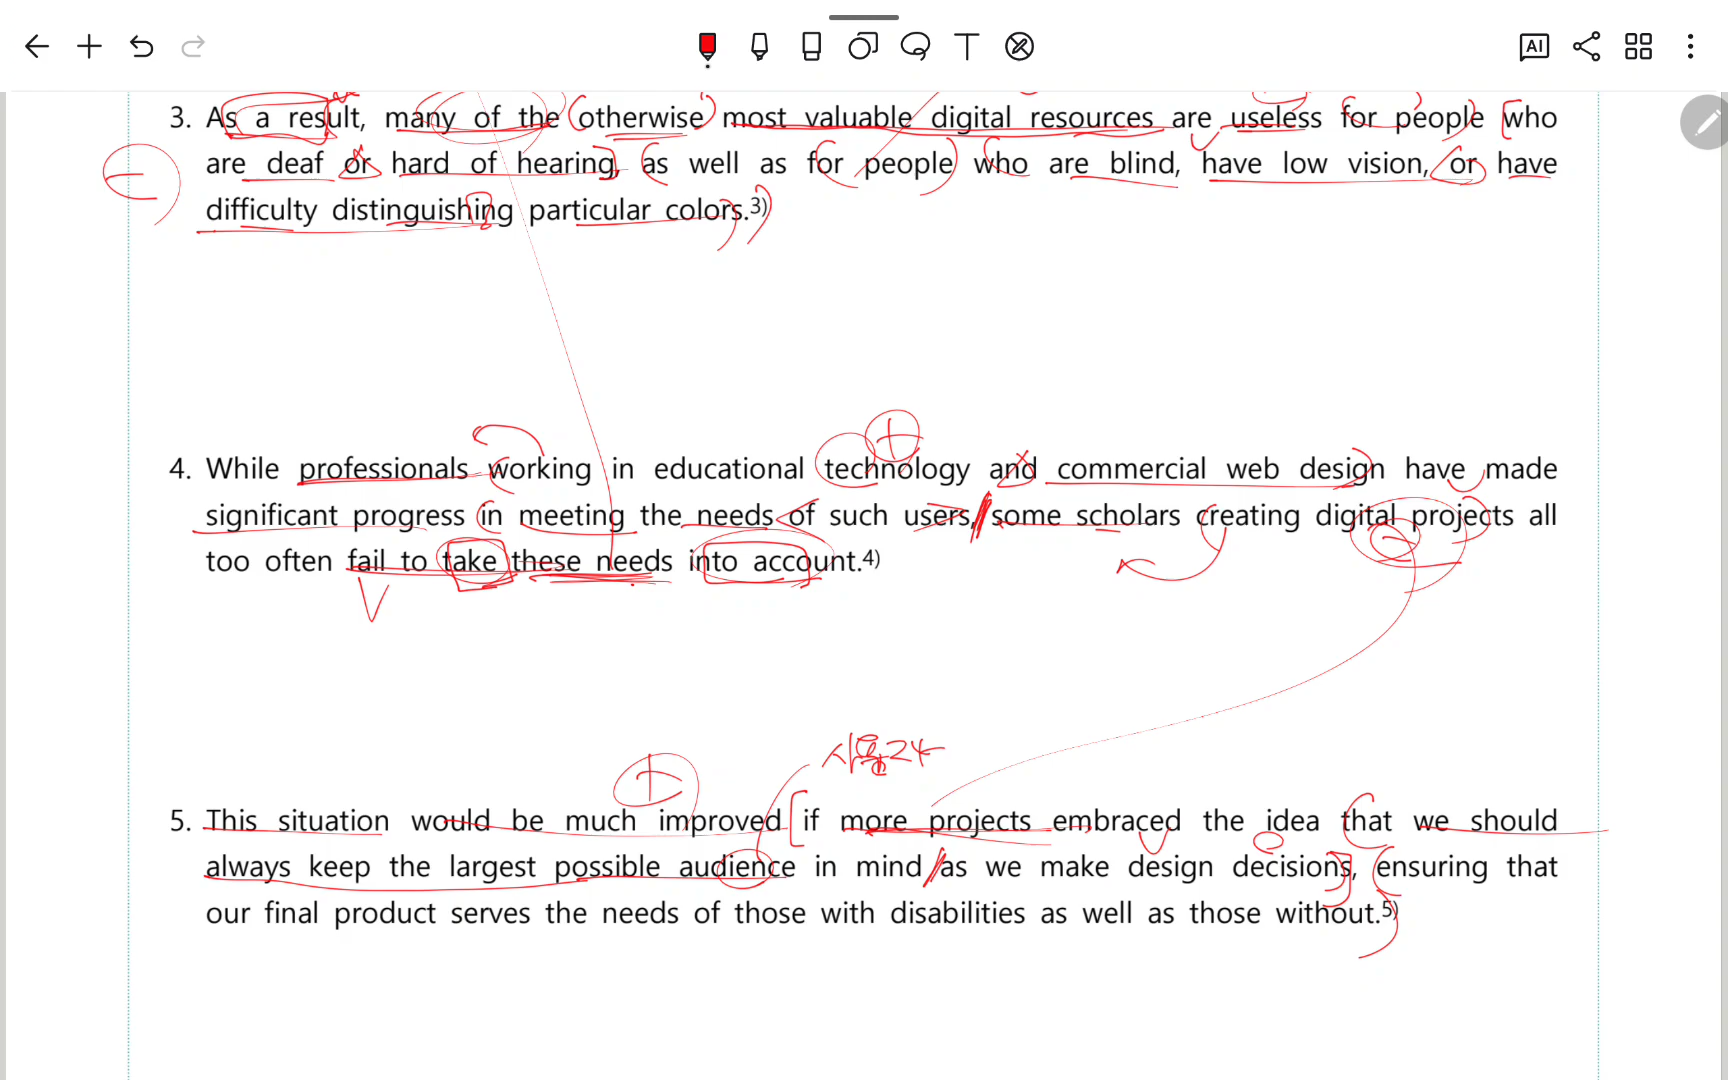 AI
3. As a result, many of the otherwise most valuable digital resources are useless for people who
are deaf or hard of hearing, as well as for people who are blind, have low vision, or have
difficulty distinguishing particular colors.3)
4. While professionals working in educational technology and commercial web design have made
significant progress in meeting the needs of such users, some scholars creating digital projects all
too often fail to take these needs into account.4)
5. This situation would be much improved if more projects embraced the idea that we should
always keep the largest possible audience in mind as we make design decisions, ensuring that
our final product serves the needs of those with disabilities as well as those without.5)